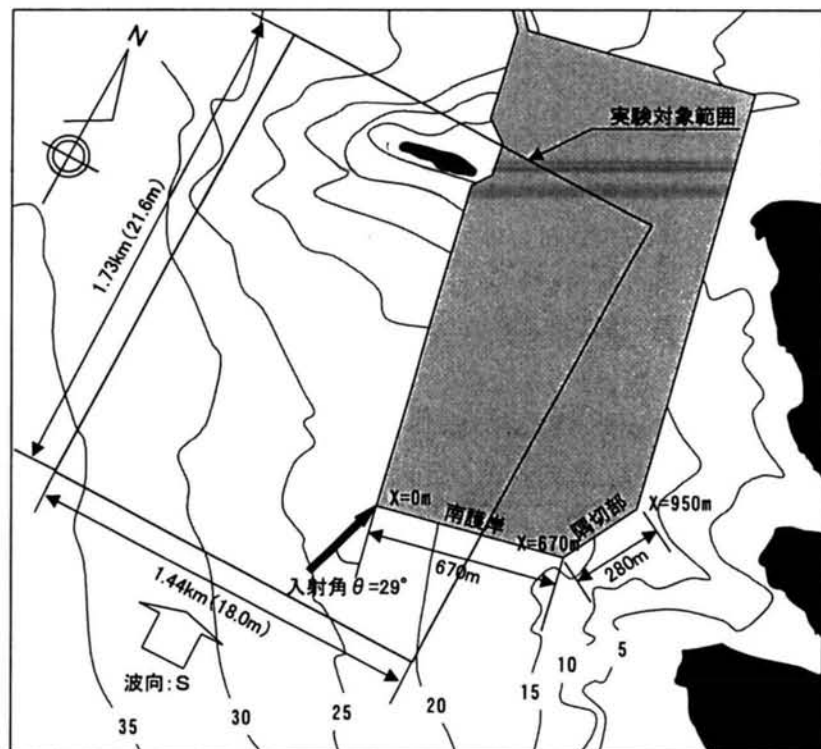 N
実験対象範囲
1.73km(21.6m)
X=0m
南護岸
X=670m
隅切部
X=950m
670m
280m
入射角θ=29°
1.44km(18.0m)
波向:S
35
30
25
20
15
10
5